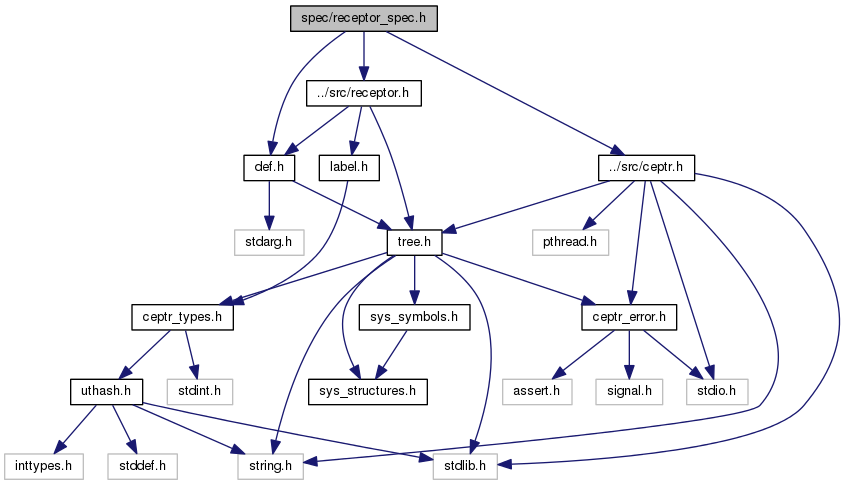 spec/receptor_spec.h
../src/receptor.h
def.h
label.h
../src/ceptr.h
stdarg.h
tree.h
pthread.h
ceptr_types.h
sys_symbols.h
ceptr_error.h
uthash.h
stdint.h
sys_structures.h
assert.h
signal.h
stdio.h
inttypes.h
stddef.h
string.h
stdlib.h